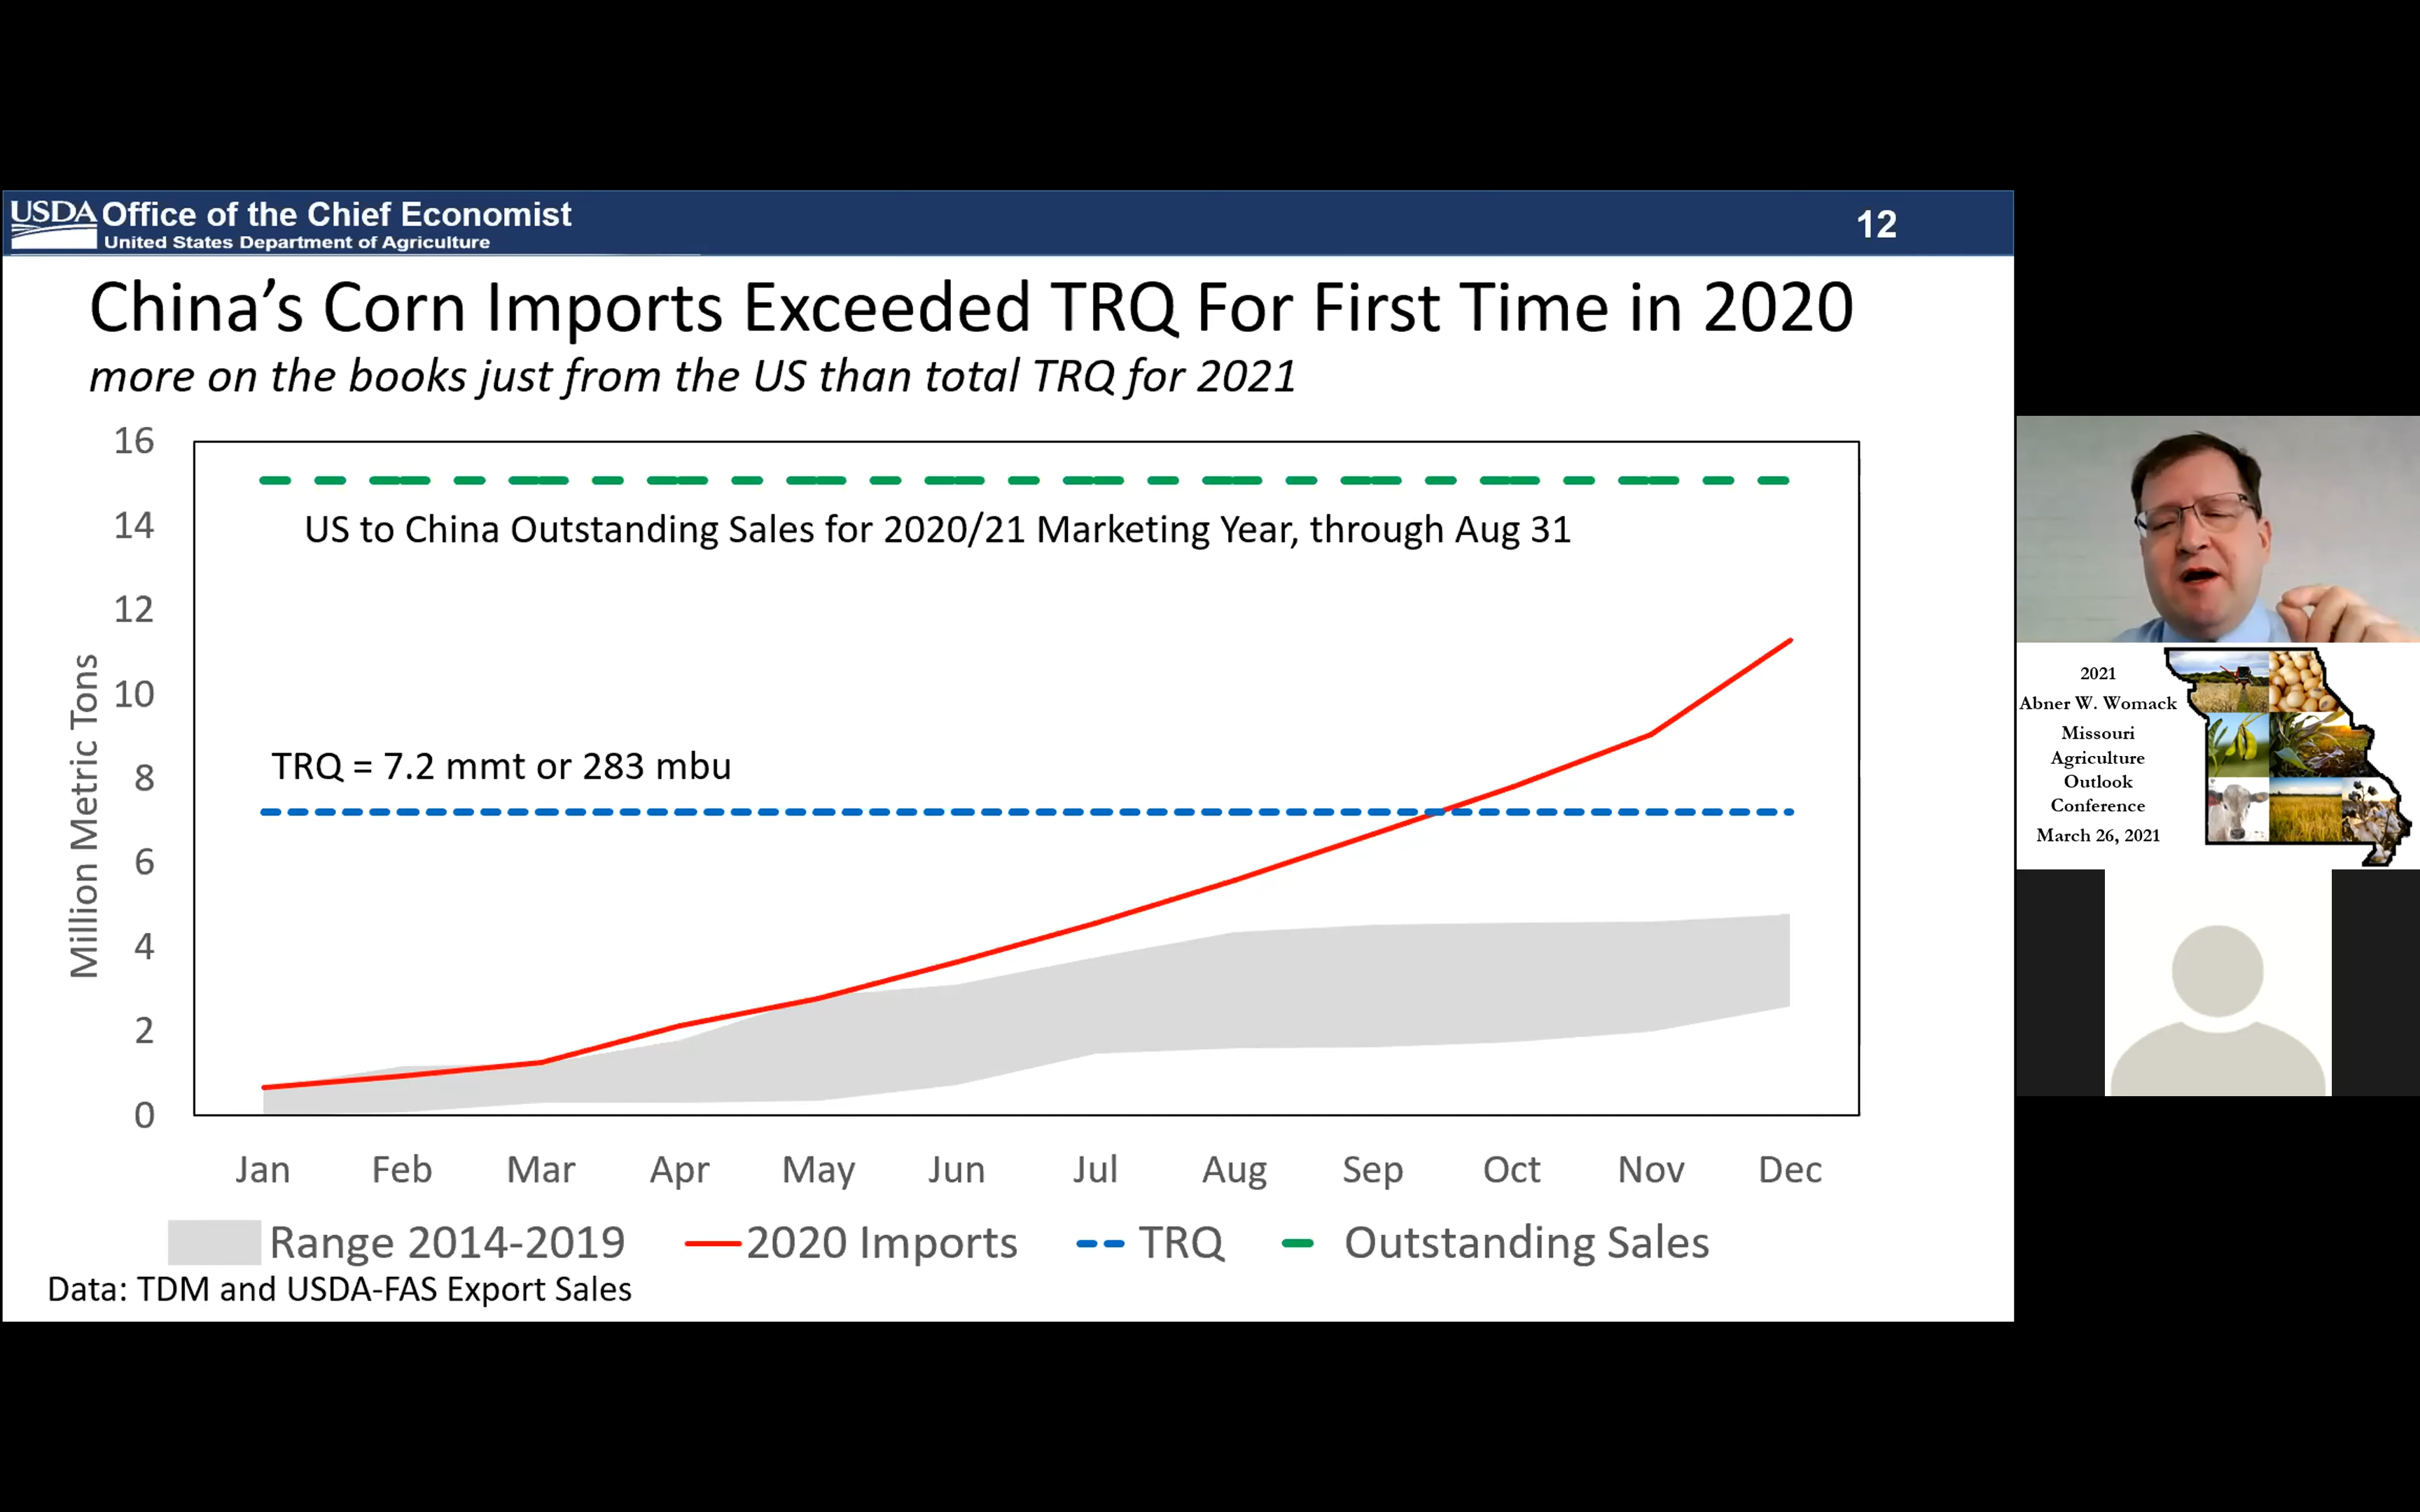 USDA Office of the Chief Economist
United States Department of Agriculture
12
China's Corn Imports Exceeded TRQ For First Time in 2020
more on the books just from the US than total TRQ for 2021
16
14
12
10
8
6
4
2
0
Million Metric Tons
US to China Outstanding Sales for 2020/21 Marketing Year, through Aug 31
TRQ = 7.2 mmt or 283 mbu
Jan Feb Mar Apr May Jun Jul Aug Sep Oct Nov Dec
Range 2014-2019 2020 Imports TRQ Outstanding Sales
Data: TDM and USDA-FAS Export Sales
2021
Abner W. Womack
Missouri
Agriculture
Outlook
Conference
March 26, 2021